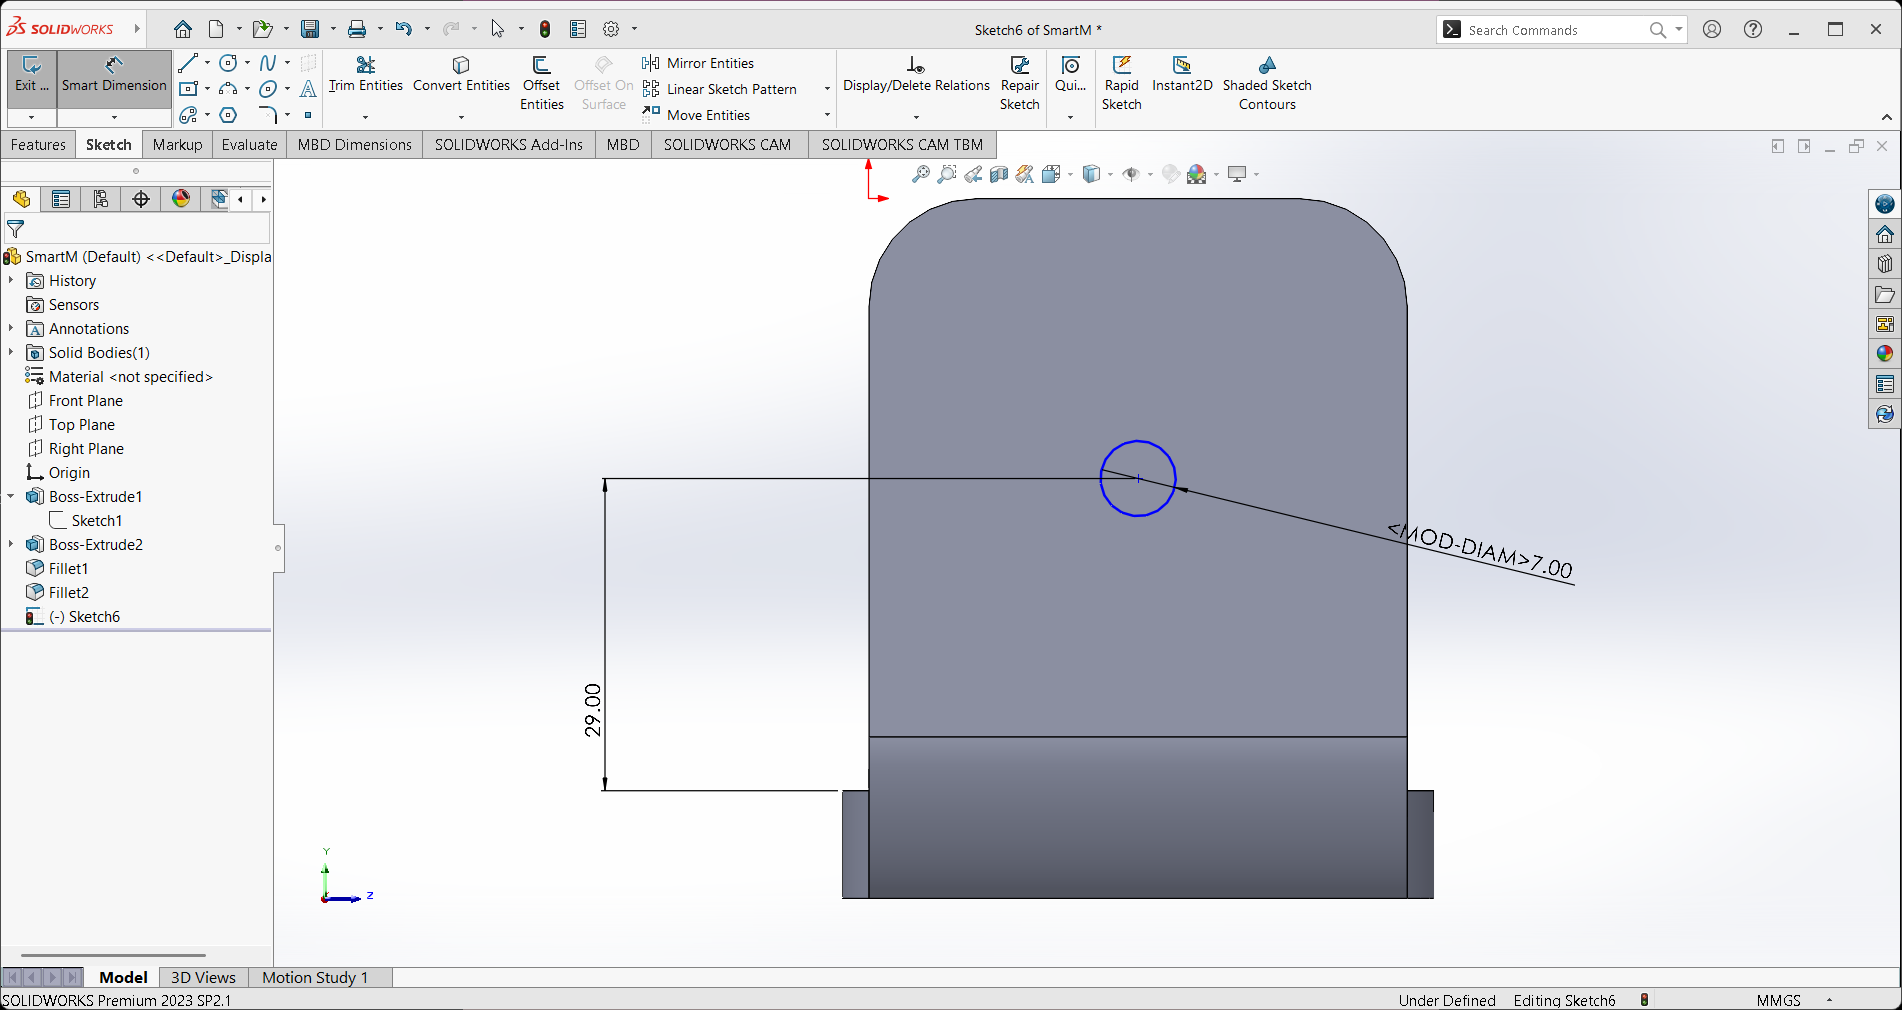 SOLIDWORKS
Sketch6 of SmartM *
Search Commands
Exit ...
Smart Dimension
Trim Entities
Convert Entities
Offset Entities
Offset On Surface
Mirror Entities
Linear Sketch Pattern
Move Entities
Display/Delete Relations
Repair Sketch
Qui...
Rapid Sketch
Instant2D
Shaded Sketch Contours
Features
Sketch
Markup
Evaluate
MBD Dimensions
SOLIDWORKS Add-Ins
MBD
SOLIDWORKS CAM
SOLIDWORKS CAM TBM
SmartM (Default) <<Default>_Displa
History
Sensors
Annotations
Solid Bodies(1)
Material <not specified>
Front Plane
Top Plane
Right Plane
Origin
Boss-Extrude1
Sketch1
Boss-Extrude2
Fillet1
Fillet2
(-) Sketch6
<MOD-DIAM>7.00
29.00
Y
Z
Model
3D Views
Motion Study 1
SOLIDWORKS Premium 2023 SP2.1
Under Defined
Editing Sketch6
MMGS